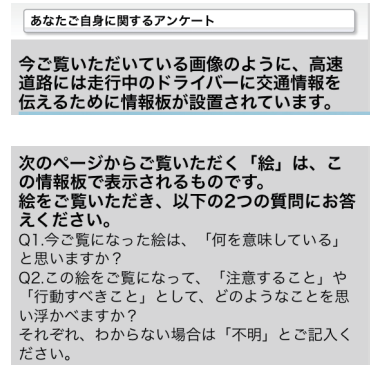 あなたご自身に関するアンケート
今ご覧いただいている画像のように、高速
道路には走行中のドライバーに交通情報を
伝えるために情報板が設置されています。
次のページからご覧いただく「絵」は、こ
の情報板で表示されるものです。
絵をご覧いただき、以下の2つの質問にお答
えください。
Q1.今ご覧になった絵は、「何を意味している」
と思いますか？
Q2.この絵をご覧になって、「注意すること」や
「行動すべきこと」として、どのようなことを思
い浮かべますか？
それぞれ、わからない場合は「不明」とご記入く
ださい。